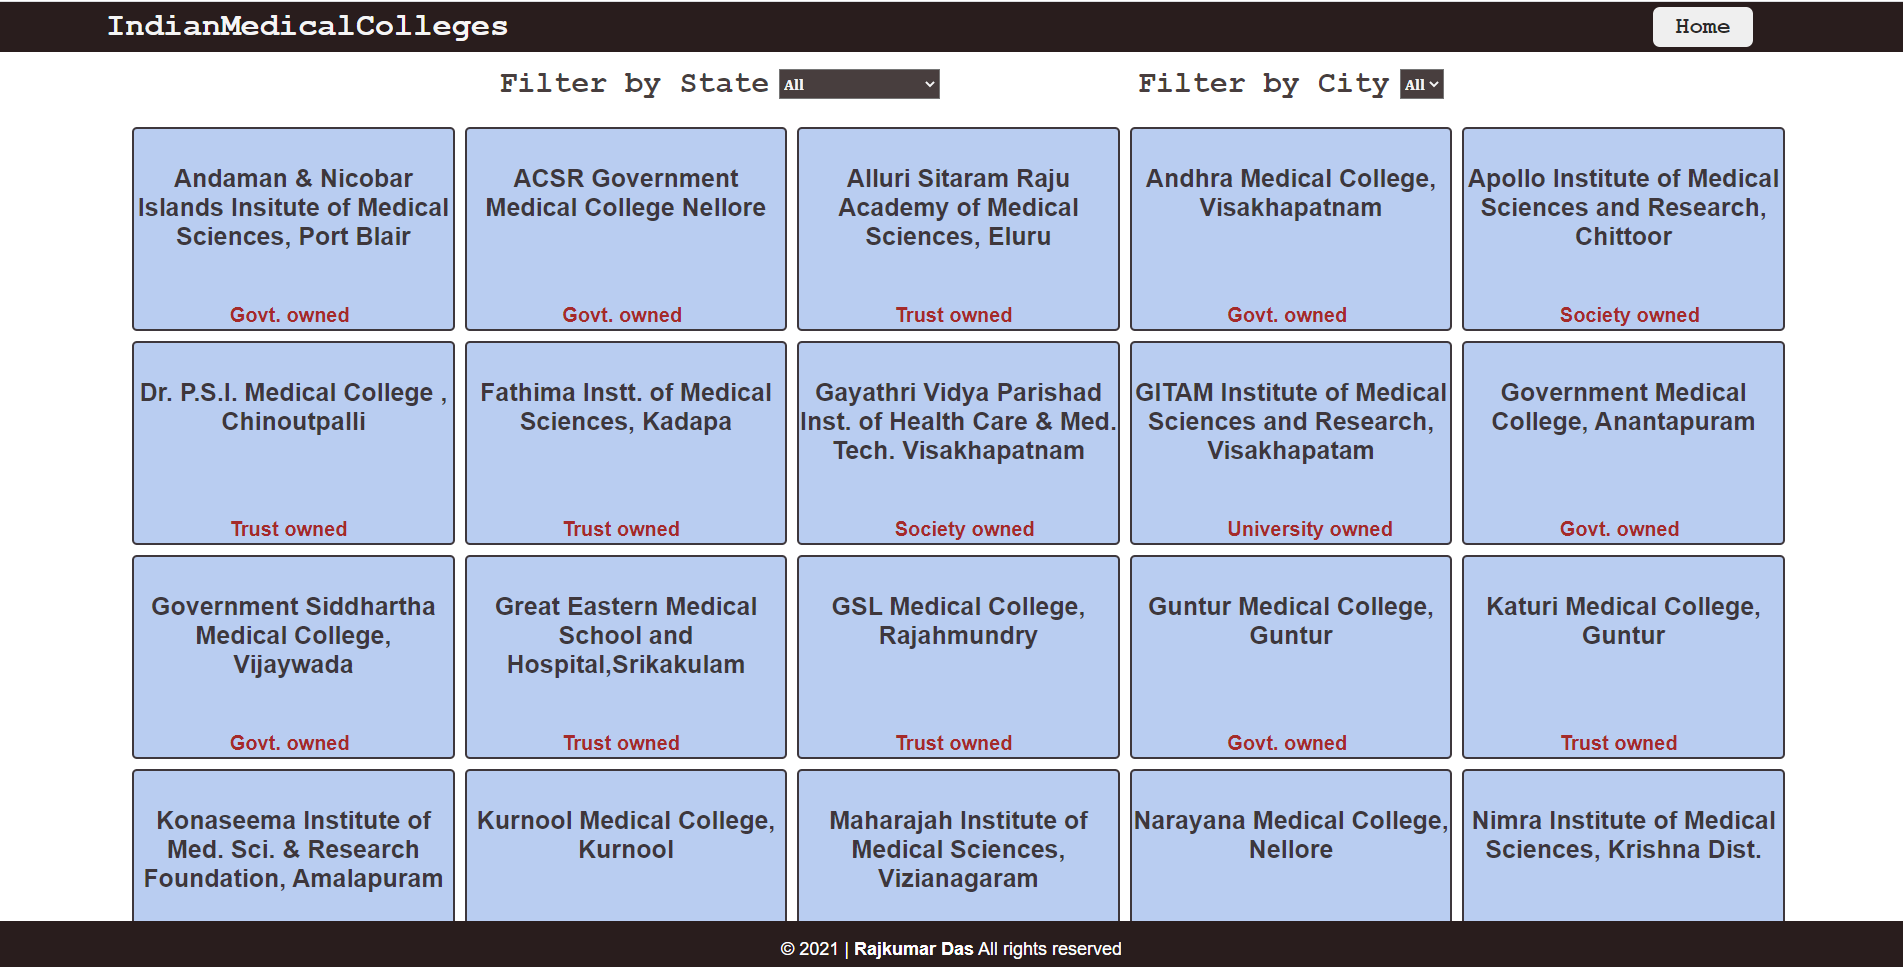 IndianMedicalColleges
Home
Filter by State All
Filter by City All
Andaman & Nicobar
Islands Insitute of Medical
Sciences, Port Blair
Govt. owned
ACSR Government
Medical College Nellore
Govt. owned
Alluri Sitaram Raju
Academy of Medical
Sciences, Eluru
Trust owned
Andhra Medical College,
Visakhapatnam
Govt. owned
Apollo Institute of Medical
Sciences and Research,
Chittoor
Society owned
Dr. P.S.I. Medical College ,
Chinoutpalli
Trust owned
Fathima Instt. of Medical
Sciences, Kadapa
Trust owned
Gayathri Vidya Parishad
Inst. of Health Care & Med.
Tech. Visakhapatnam
Society owned
GITAM Institute of Medical
Sciences and Research,
Visakhapatam
University owned
Government Medical
College, Anantapuram
Govt. owned
Government Siddhartha
Medical College,
Vijaywada
Govt. owned
Great Eastern Medical
School and
Hospital,Srikakulam
Trust owned
GSL Medical College,
Rajahmundry
Trust owned
Guntur Medical College,
Guntur
Govt. owned
Katuri Medical College,
Guntur
Trust owned
Konaseema Institute of
Med. Sci. & Research
Foundation, Amalapuram
Kurnool Medical College,
Kurnool
Maharajah Institute of
Medical Sciences,
Vizianagaram
Narayana Medical College,
Nellore
Nimra Institute of Medical
Sciences, Krishna Dist.
© 2021 | Rajkumar Das All rights reserved